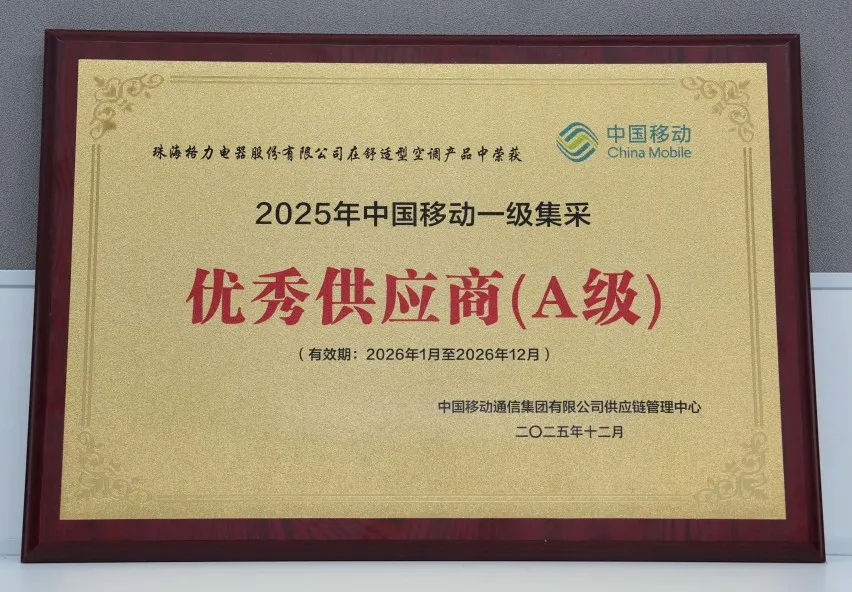 珠海格力电器股份有限公司在舒适型空调产品中荣获
中国移动
China Mobile
2025年中国移动一级集采
优秀供应商(A级)
（有效期：2026年1月至2026年12月）
中国移动通信集团有限公司供应链管理中心
二〇二五年十二月